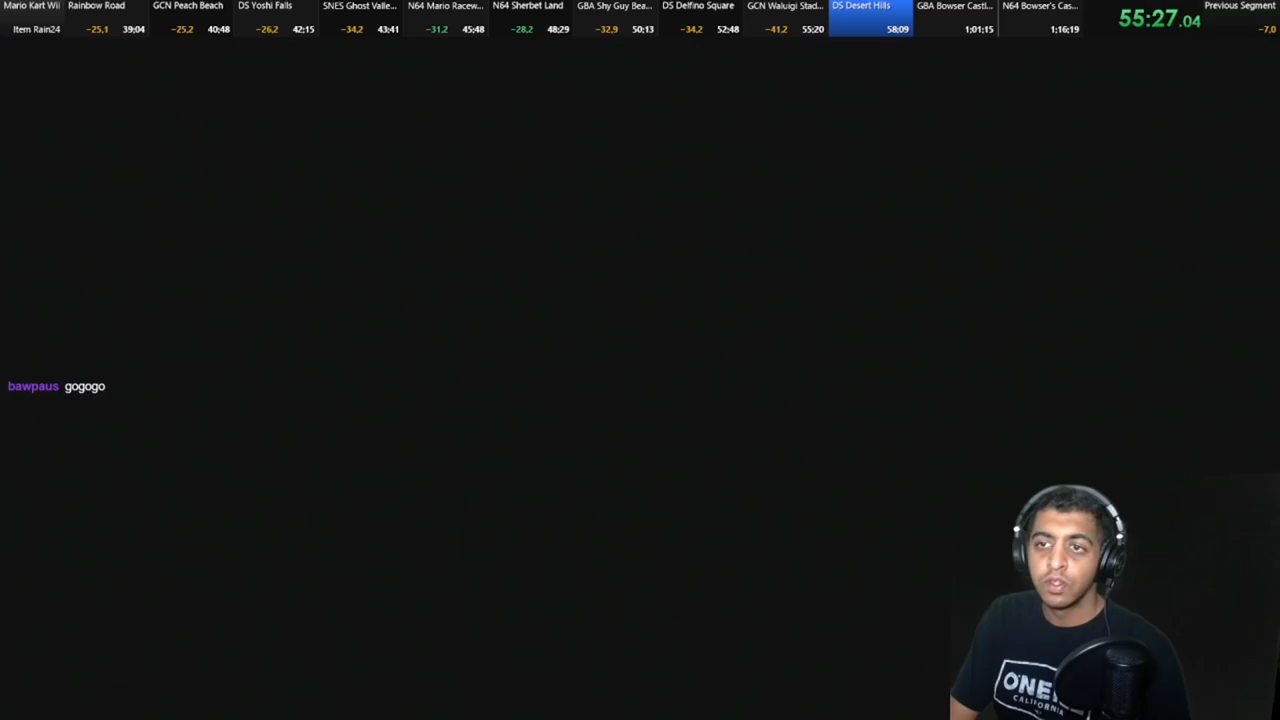 Mario Kart Wii
Item Rain24
Rainbow Road
-25,1 39:04
GCN Peach Beach
-25,2 40:48
DS Yoshi Falls
-26,2 42:15
SNES Ghost Valle...
-34,2 43:41
N64 Mario Racew...
-31,2 45:48
N64 Sherbet Land
-28,2 48:29
GBA Shy Guy Bea...
-32,9 50:13
DS Delfino Square
-34,2 52:48
GCN Waluigi Stad...
-41,2 55:20
DS Desert Hills
58:09
GBA Bowser Castl...
1:01:15
N64 Bowser's Cas...
1:16:19
55:27.04
Previous Segment
-7,0
bawpaus gogogo
CALIFORNIA